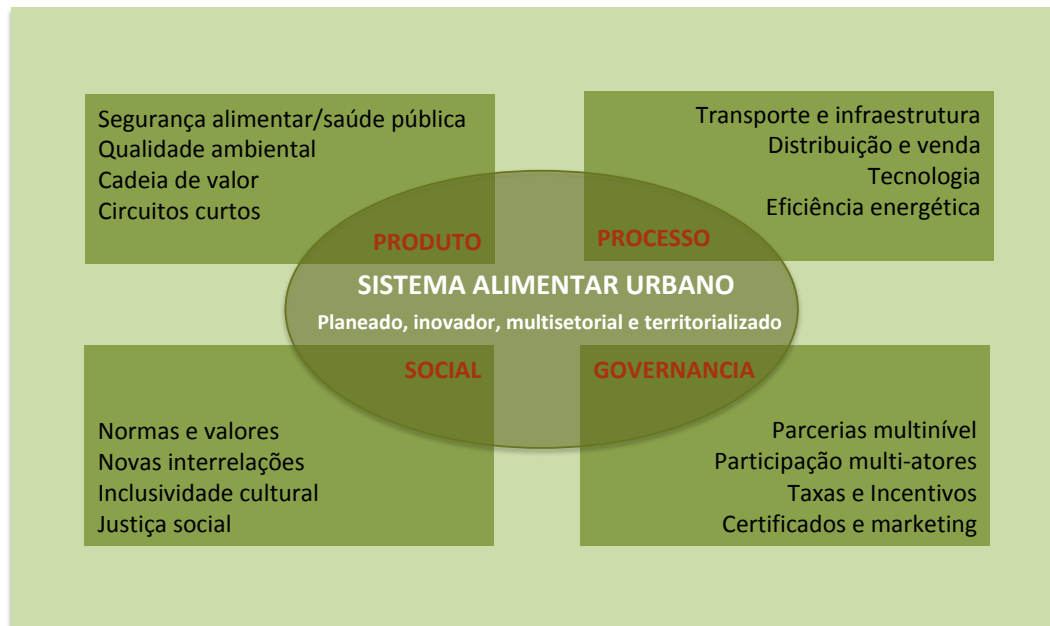 Segurança alimentar/saúde pública
Qualidade ambiental
Cadeia de valor
Circuitos curtos
PRODUTO
Transporte e infraestrutura
Distribuição e venda
Tecnologia
Eficiência energética
PROCESSO
SISTEMA ALIMENTAR URBANO
Planeado, inovador, multisetorial e territorializado
SOCIAL
Normas e valores
Novas interrelações
Inclusividade cultural
Justiça social
GOVERNANCIA
Parcerias multinível
Participação multi-atores
Taxas e Incentivos
Certificados e marketing